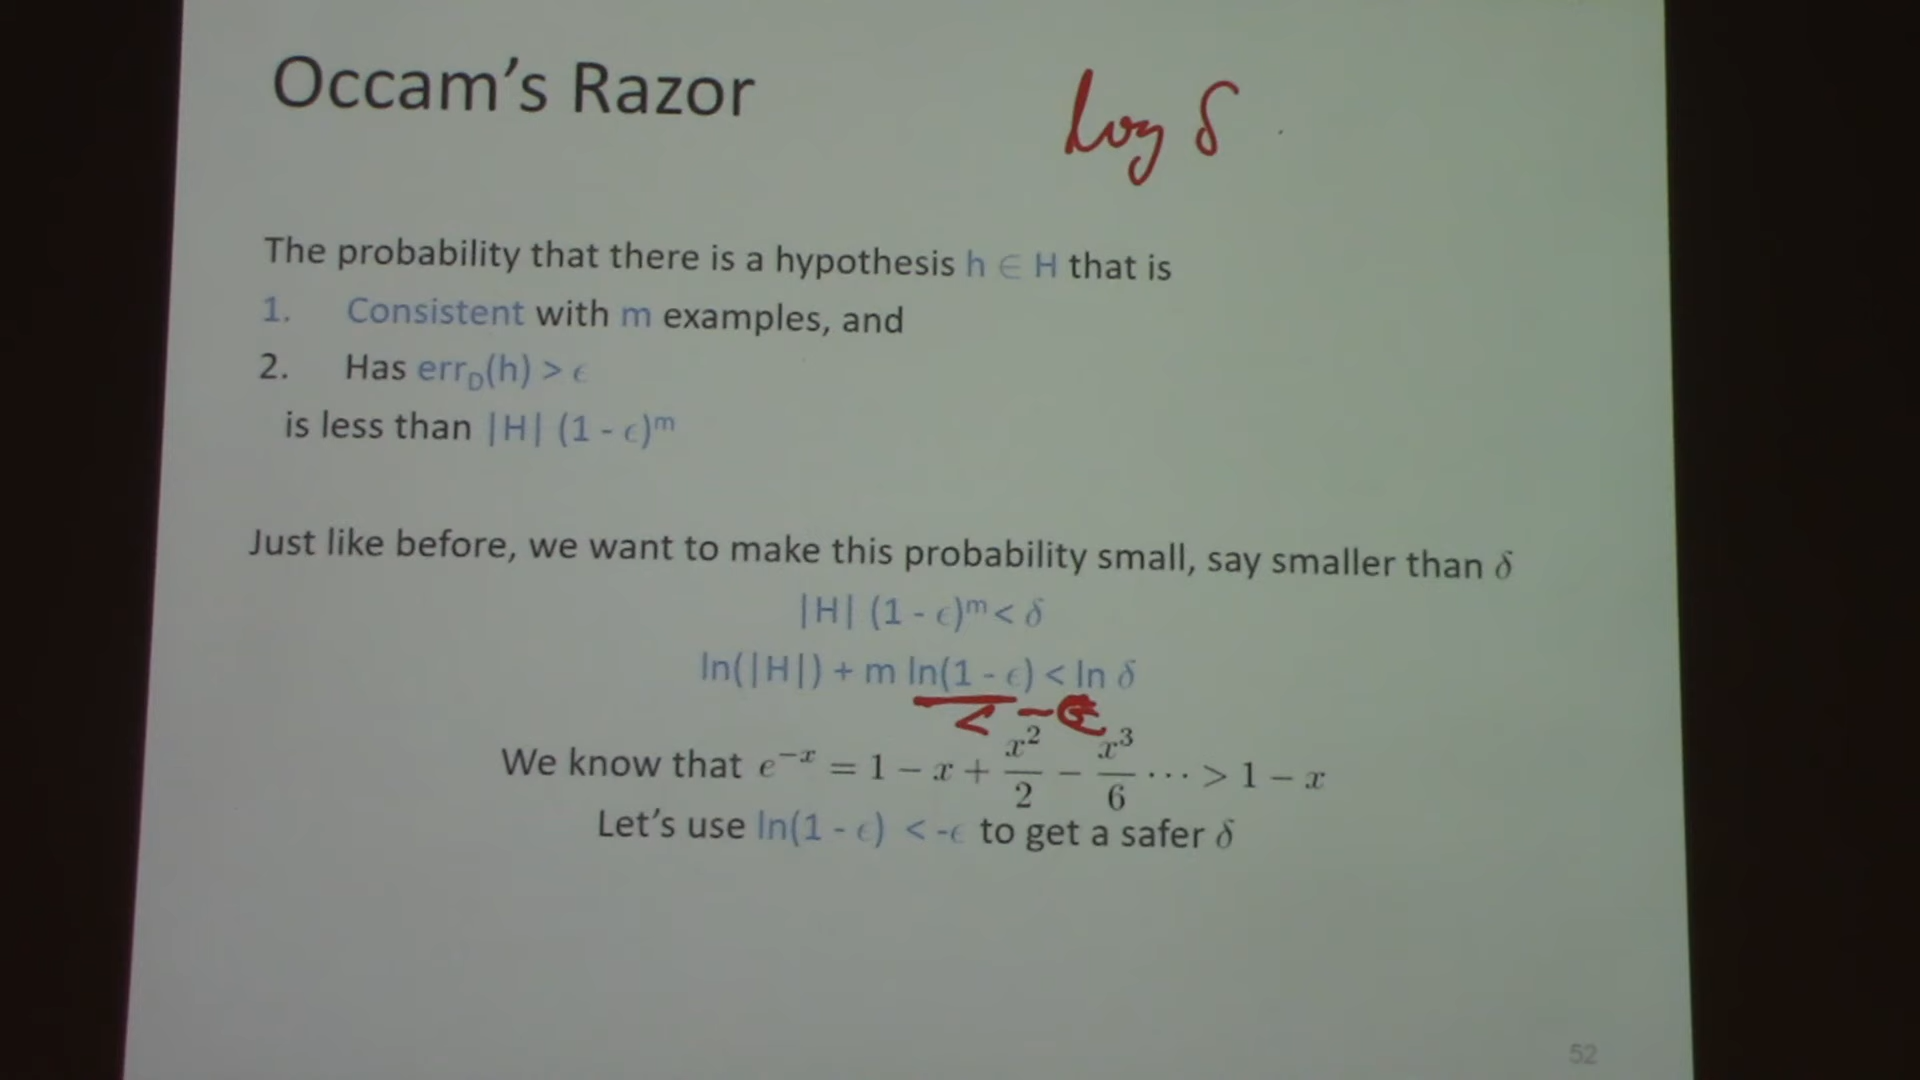 Occam's Razor
log δ
The probability that there is a hypothesis h ∈ H that is
1. Consistent with m examples, and
2. Has err_D(h) > ϵ
is less than |H| (1 - ϵ)^m
Just like before, we want to make this probability small, say smaller than δ
|H| (1 - ϵ)^m < δ
ln(|H|) + m ln(1 - ϵ) < ln δ
< - ϵ
We know that e^{-x} = 1 - x + x^2/2 - x^3/6 ⋯ > 1 - x
Let's use ln(1 - ϵ) < -ϵ to get a safer δ
52